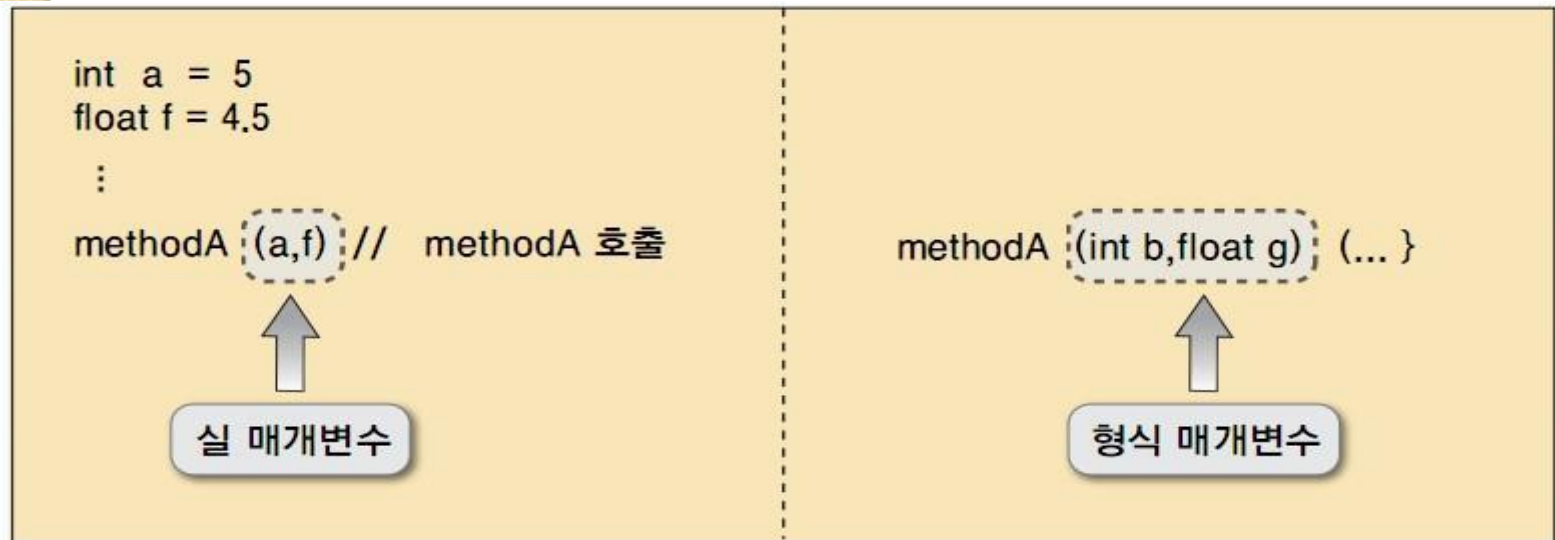 int a = 5
float f = 4.5
⋮
methodA (a,f) // methodA 호출
실 매개변수
methodA (int b,float g) (... }
형식 매개변수